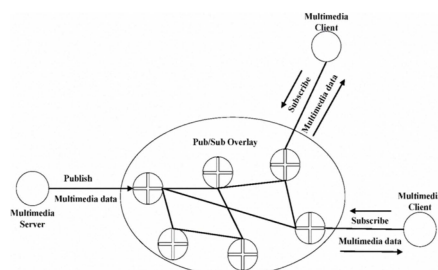 Multimedia
Client
Subscribe
Multimedia data
Pub/Sub Overlay
Publish
Multimedia data
Multimedia
Server
Multimedi
Client
Subscribe
Multimedia data